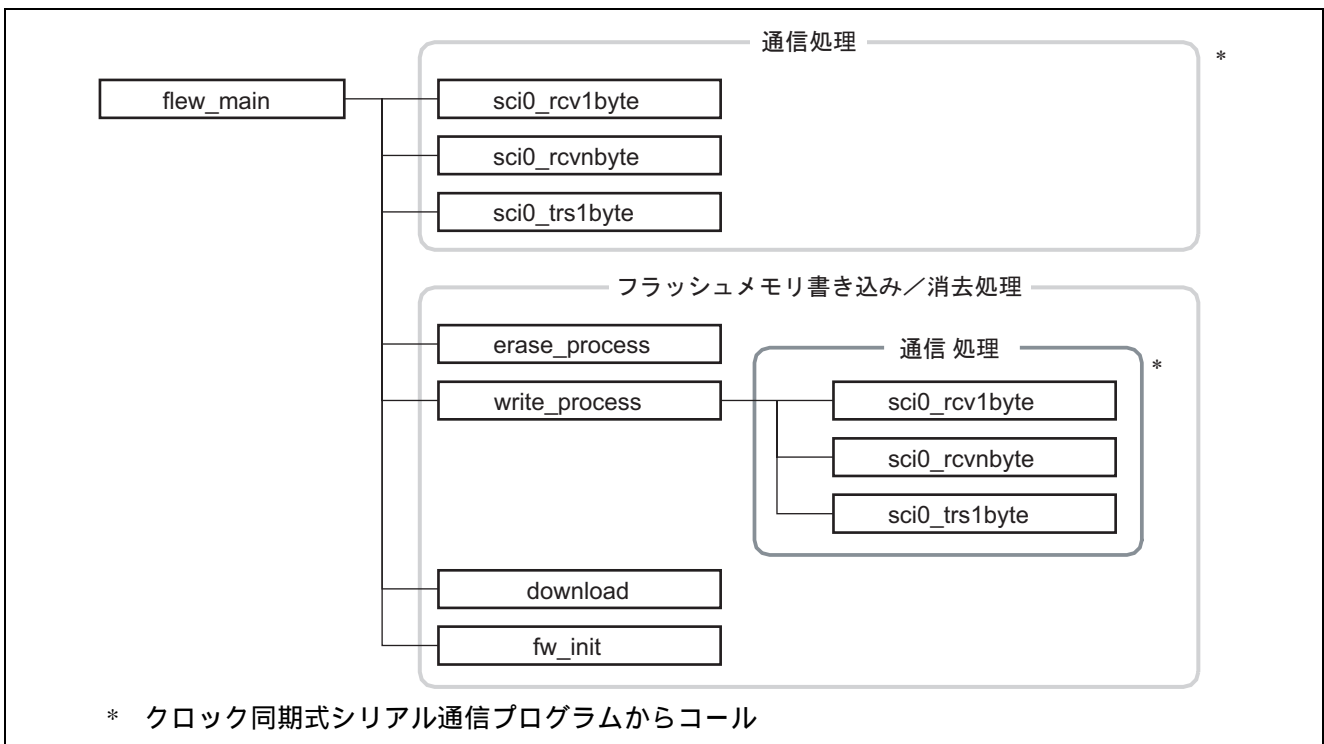 通信処理
*
flew_main
sci0_rcv1byte
sci0_rcvnbyte
sci0_trs1byte
フラッシュメモリ書き込み／消去処理
erase_process
通信 処理
*
write_process
sci0_rcv1byte
sci0_rcvnbyte
sci0_trs1byte
download
fw_init
* クロック同期式シリアル通信プログラムからコール